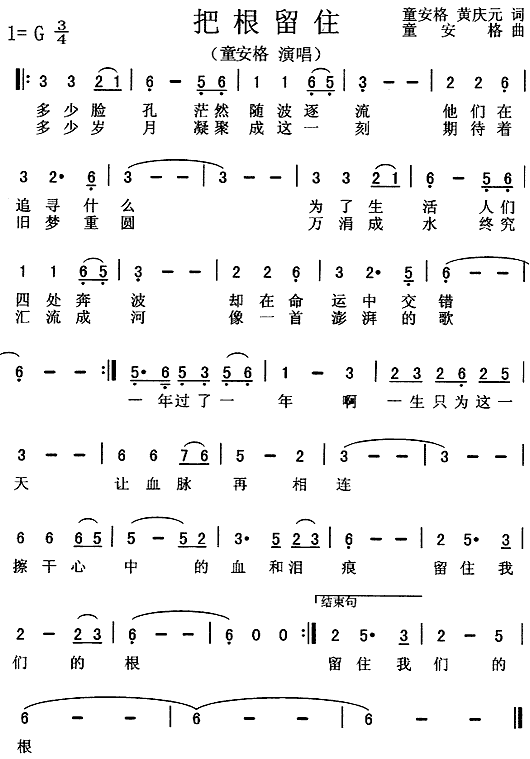 把根留住
1=G 3/4
童安格 黄庆元 词
童安格 曲
（童安格 演唱）
‖: 3 3 2 1 | 6 - 5 6 | 1 1 6 5 | 3 - - | 2 2 6 |
多少脸 孔 茫然 随波逐 流 他们在
多少岁 月 凝聚 成这一 刻 期待着
3 2· 6 | 3 - - | 3 - - | 3 3 2 1 | 6 - 5 6 |
追寻什么 为了生 活 人们
旧梦重圆 万涓成 水 终究
1 1 6 5 | 3 - - | 2 2 6 | 3 2· 5 | 6 - - |
四处奔 波 却在命 运中交错
汇流成 河 像一首 澎湃的歌
6 - - :‖ 5· 6 5 3 5 6 | 1 - 3 | 2 2 2 6 2 5 |
一年过了一 年 啊 一生只为这一
3 - - | 6 6 7 6 | 5 - 2 | 3 - - | 3 - - |
天 让血脉 再 相连
6 6 6 5 | 6 - - | 5 - 5 2 | 3· 5 2 3 | 6 - - | 2 5· 3 |
擦干心 中 的血和泪 痕 留住我
结束句
2 - 2 3 | 6 - - | 6 0 0 :‖ 2 5· 3 | 2 - 5 |
们 的 根 留住我们 的
6 - - | 6 - - | 6 - - | 6 - - ‖
根